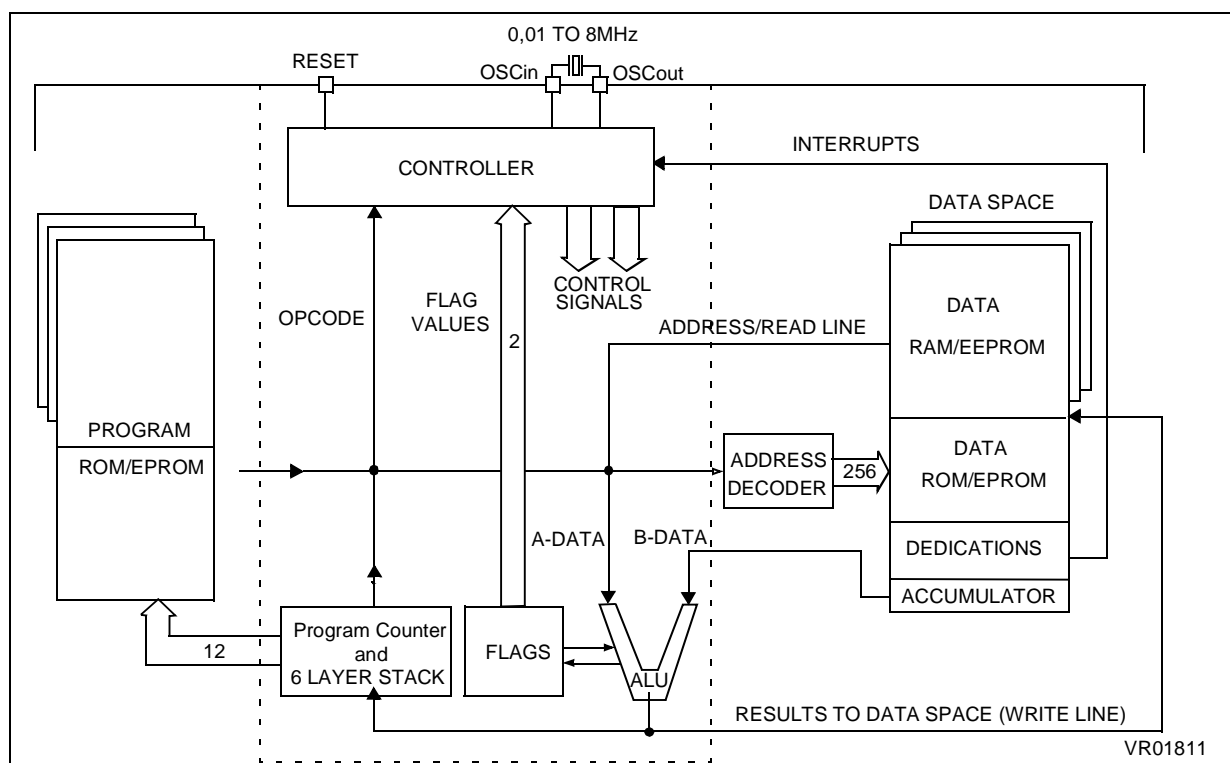 0,01 TO 8MHz
RESET
OSCin
OSCout
INTERRUPTS
CONTROLLER
DATA SPACE
CONTROL
SIGNALS
OPCODE
FLAG
VALUES
2
ADDRESS/READ LINE
DATA
RAM/EEPROM
PROGRAM
ROM/EPROM
ADDRESS
DECODER
256
DATA
ROM/EPROM
A-DATA
B-DATA
DEDICATIONS
ACCUMULATOR
12
Program Counter
and
6 LAYER STACK
FLAGS
ALU
RESULTS TO DATA SPACE (WRITE LINE)
VR01811